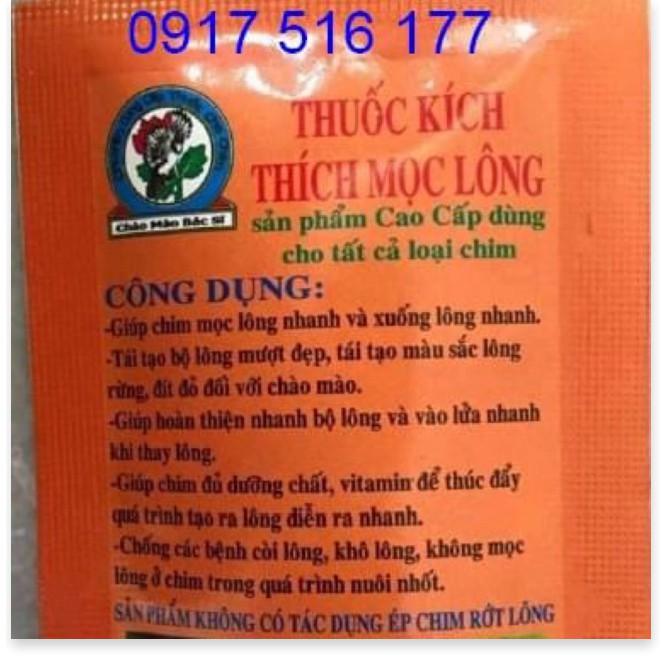 0917 516 177
THUỐC KÍCH
THÍCH MỌC LÔNG
sản phẩm Cao Cấp dùng
cho tất cả loại chim
Chào Mào Bác Sĩ
CÔNG DỤNG:
-Giúp chim mọc lông nhanh và xuống lông nhanh.
-Tái tạo bộ lông mượt đẹp, tái tạo màu sắc lông
rừng, đít đỏ đối với chào mào.
-Giúp hoàn thiện nhanh bộ lông và vào lửa nhanh
khi thay lông.
-Giúp chim đủ dưỡng chất, vitamin để thúc đẩy
quá trình tạo ra lông diễn ra nhanh.
-Chống các bệnh còi lông, khô lông, không mọc
lông ở chim trong quá trình nuôi nhốt.
SẢN PHẨM KHÔNG CÓ TÁC DỤNG ÉP CHIM RỚT LÔNG